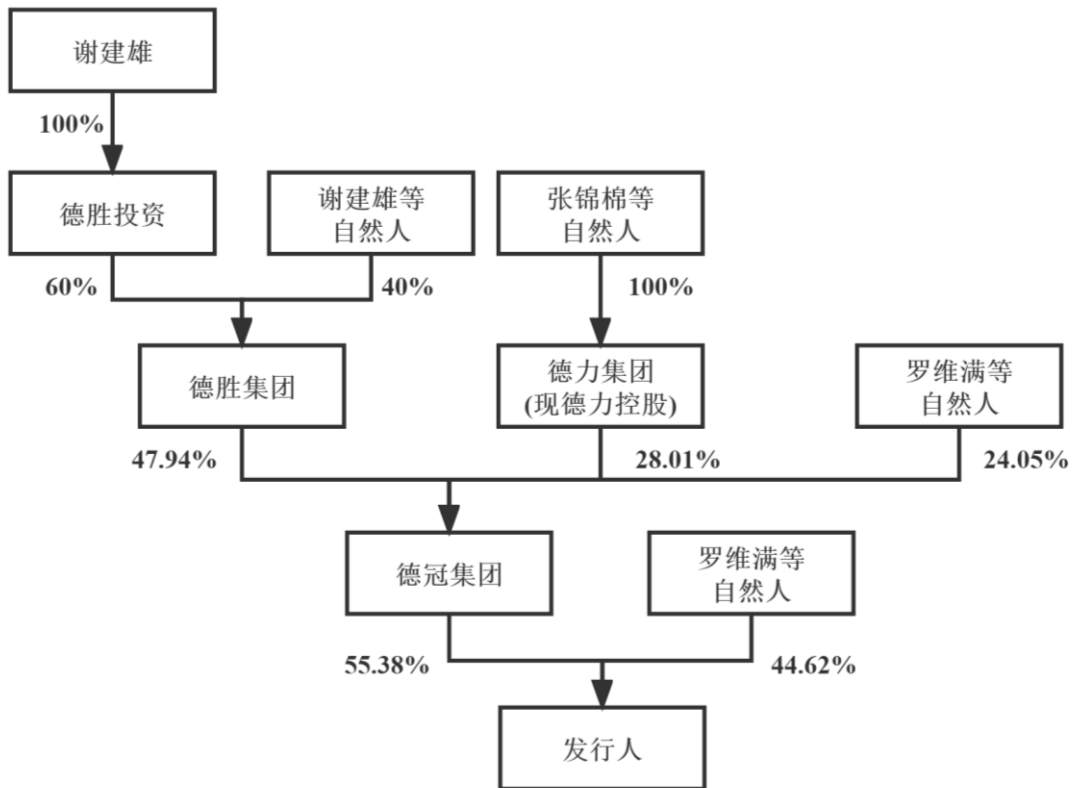 谢建雄
100%
德胜投资
谢建雄等
自然人
张锦棉等
自然人
60%
40%
100%
德胜集团
德力集团
(现德力控股)
罗维满等
自然人
47.94%
28.01%
24.05%
德冠集团
罗维满等
自然人
55.38%
44.62%
发行人